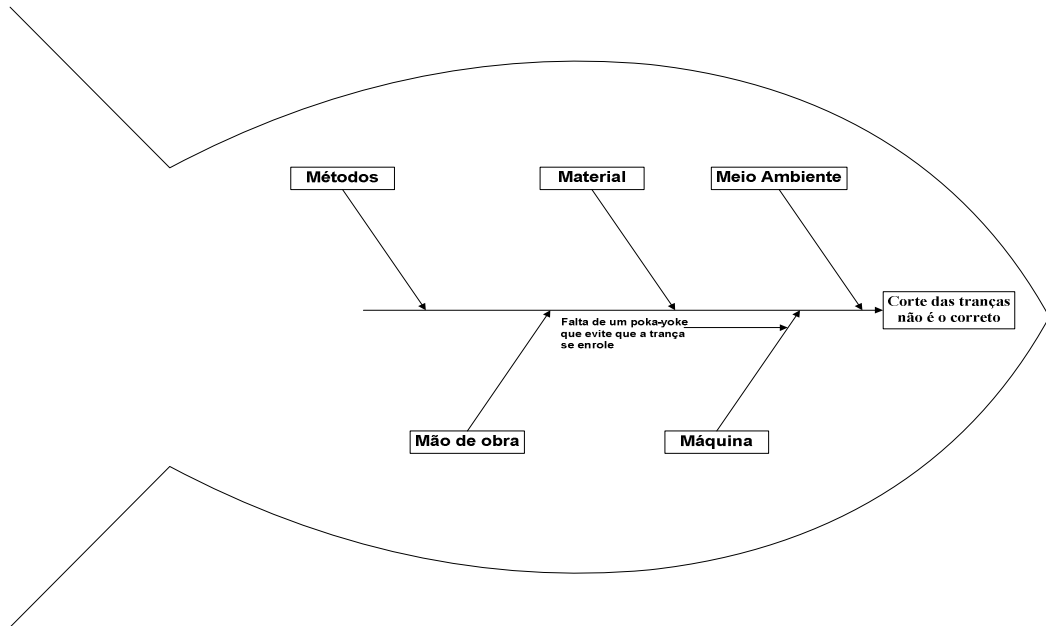 Métodos
Material
Meio Ambiente
Corte das tranças
não é o correto
Falta de um poka-yoke
que evite que a trança
se enrole
Mão de obra
Máquina